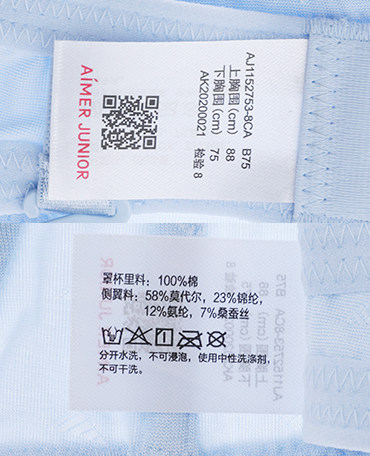 AIMER JUNIOR
AJ1152753-8CA B75
上胸围(cm) 88
下胸围(cm) 75
AK20200021 检验 8
罩杯里料: 100%棉
侧翼料: 58%莫代尔, 23%锦纶,
12%氨纶, 7%桑蚕丝
分开水洗, 不可浸泡, 使用中性洗涤剂,
不可干洗。